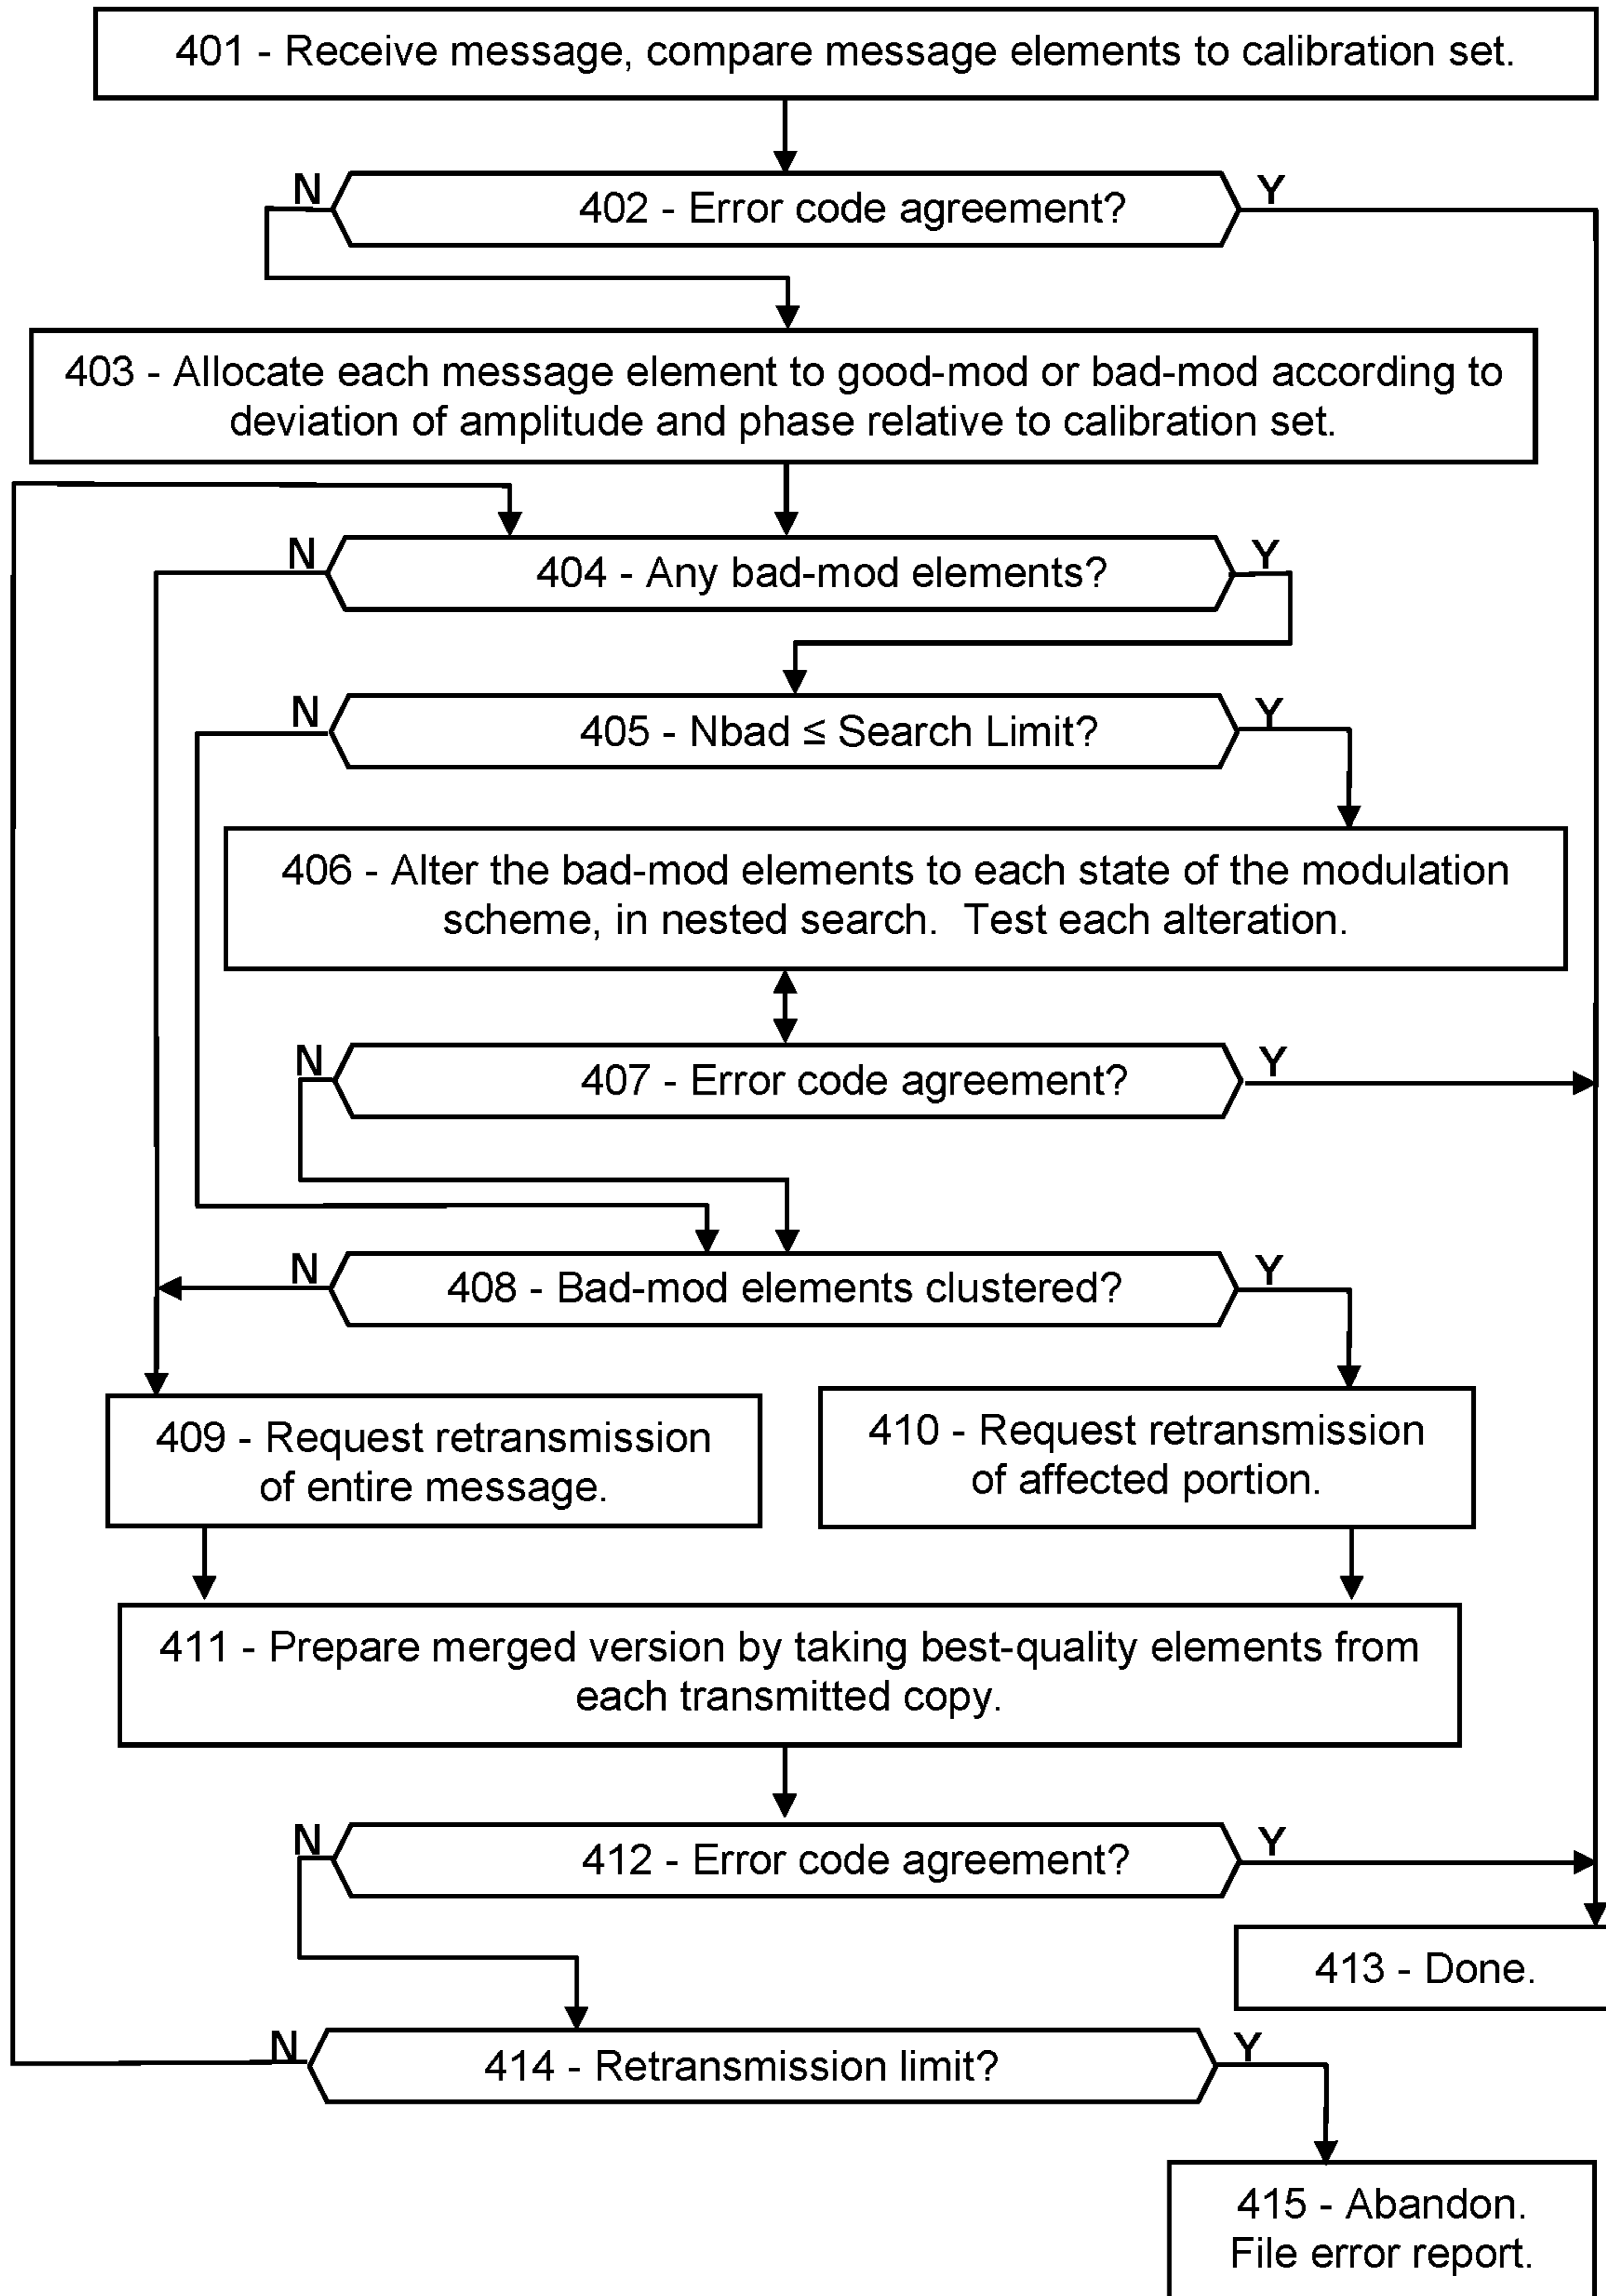 401 - Receive message, compare message elements to calibration set.
N
Y
402 - Error code agreement?
403 - Allocate each message element to good-mod or bad-mod according to
deviation of amplitude and phase relative to calibration set.
N
Y
404 - Any bad-mod elements?
N
Y
405 - Nbad ≤ Search Limit?
406 - Alter the bad-mod elements to each state of the modulation
scheme, in nested search.  Test each alteration.
N
Y
407 - Error code agreement?
N
Y
408 - Bad-mod elements clustered?
409 - Request retransmission
of entire message.
410 - Request retransmission
of affected portion.
411 - Prepare merged version by taking best-quality elements from
each transmitted copy.
N
Y
412 - Error code agreement?
413 - Done.
N
Y
414 - Retransmission limit?
415 - Abandon.
File error report.